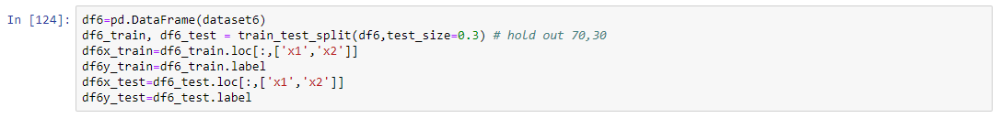 In [124]: df6=pd.DataFrame(dataset6)
df6_train, df6_test = train_test_split(df6,test_size=0.3) # hold out 70,30
df6x_train=df6_train.loc[:,['x1','x2']]
df6y_train=df6_train.label
df6x_test=df6_test.loc[:,['x1','x2']]
df6y_test=df6_test.label